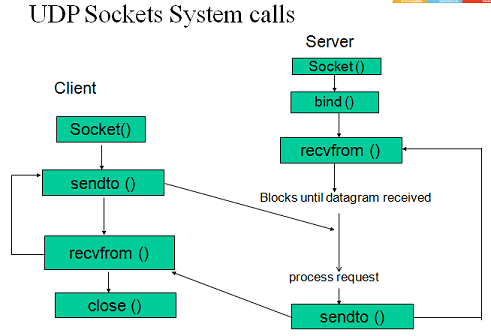 UDP Sockets System calls
Server
Socket ()
Client
bind ()
Socket()
recvfrom ()
sendto ()
Blocks until datagram received
recvfrom ()
process request
close ()
sendto ()